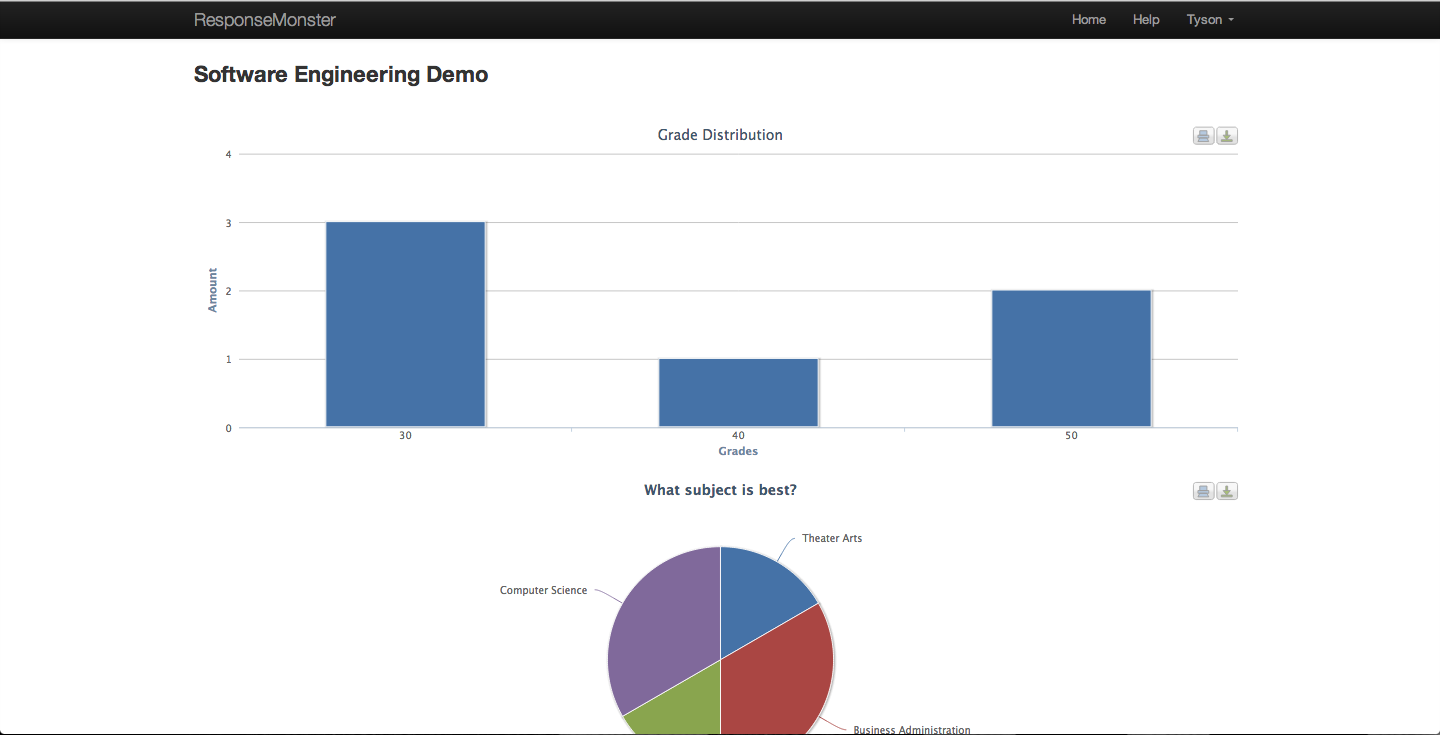 ResponseMonster Home Help Tyson
Software Engineering Demo
Grade Distribution
4
3
2
1
0
Amount
30 40 50
Grades
What subject is best?
Theater Arts
Computer Science
Business Administration